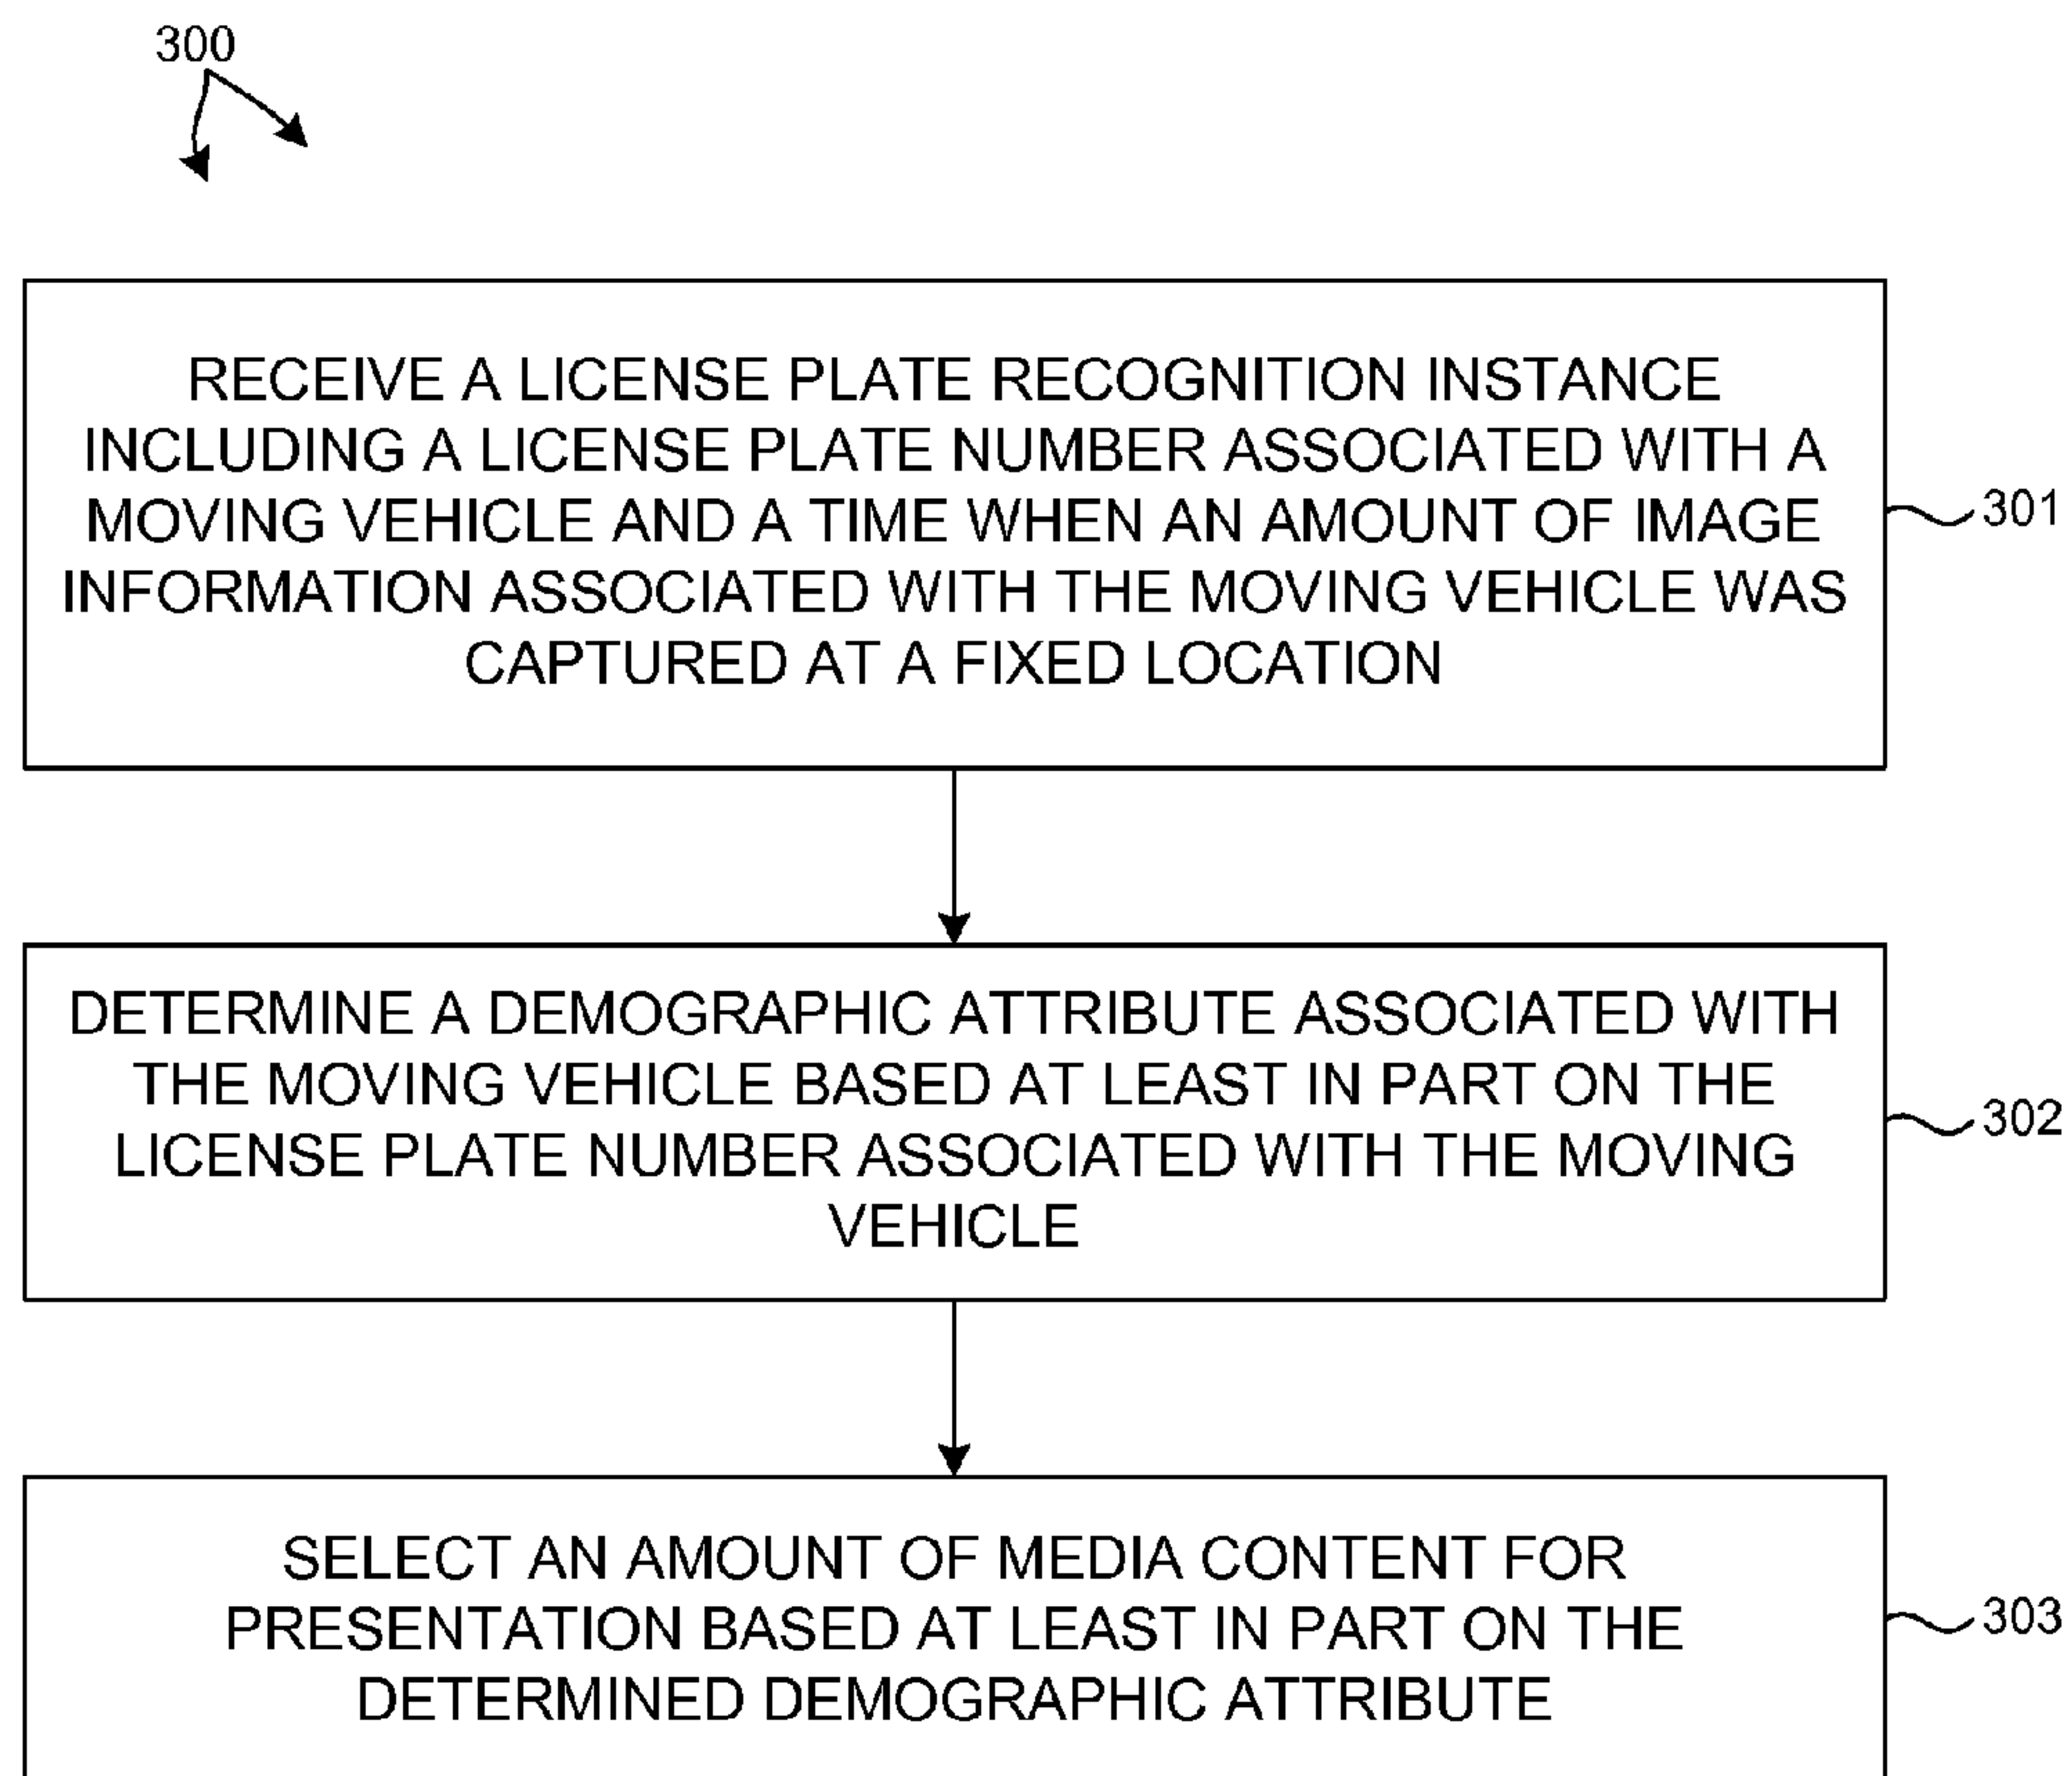 300
RECEIVE A LICENSE PLATE RECOGNITION INSTANCE
INCLUDING A LICENSE PLATE NUMBER ASSOCIATED WITH A
MOVING VEHICLE AND A TIME WHEN AN AMOUNT OF IMAGE
INFORMATION ASSOCIATED WITH THE MOVING VEHICLE WAS
CAPTURED AT A FIXED LOCATION
301
DETERMINE A DEMOGRAPHIC ATTRIBUTE ASSOCIATED WITH
THE MOVING VEHICLE BASED AT LEAST IN PART ON THE
LICENSE PLATE NUMBER ASSOCIATED WITH THE MOVING
VEHICLE
302
SELECT AN AMOUNT OF MEDIA CONTENT FOR
PRESENTATION BASED AT LEAST IN PART ON THE
DETERMINED DEMOGRAPHIC ATTRIBUTE
303